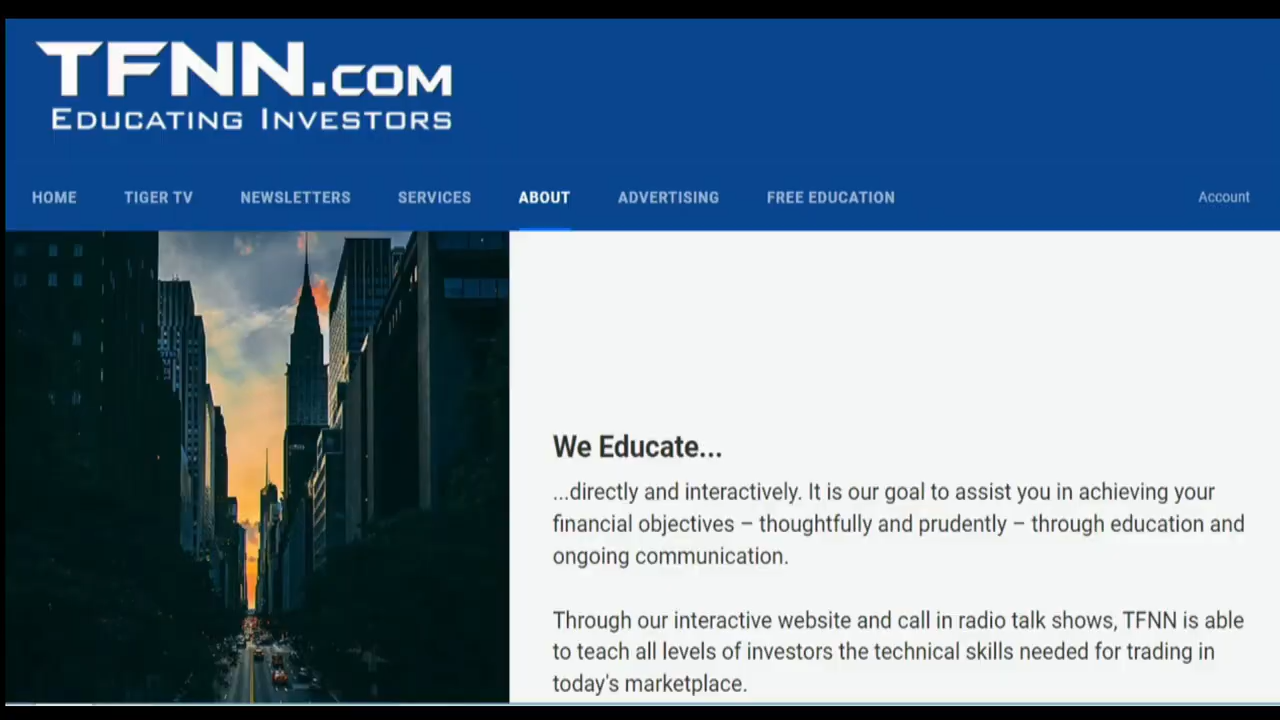 TFNN.COM
EDUCATING INVESTORS
HOME TIGER TV NEWSLETTERS SERVICES ABOUT ADVERTISING FREE EDUCATION Account
We Educate...
...directly and interactively. It is our goal to assist you in achieving your
financial objectives – thoughtfully and prudently – through education and
ongoing communication.
Through our interactive website and call in radio talk shows, TFNN is able
to teach all levels of investors the technical skills needed for trading in
today's marketplace.